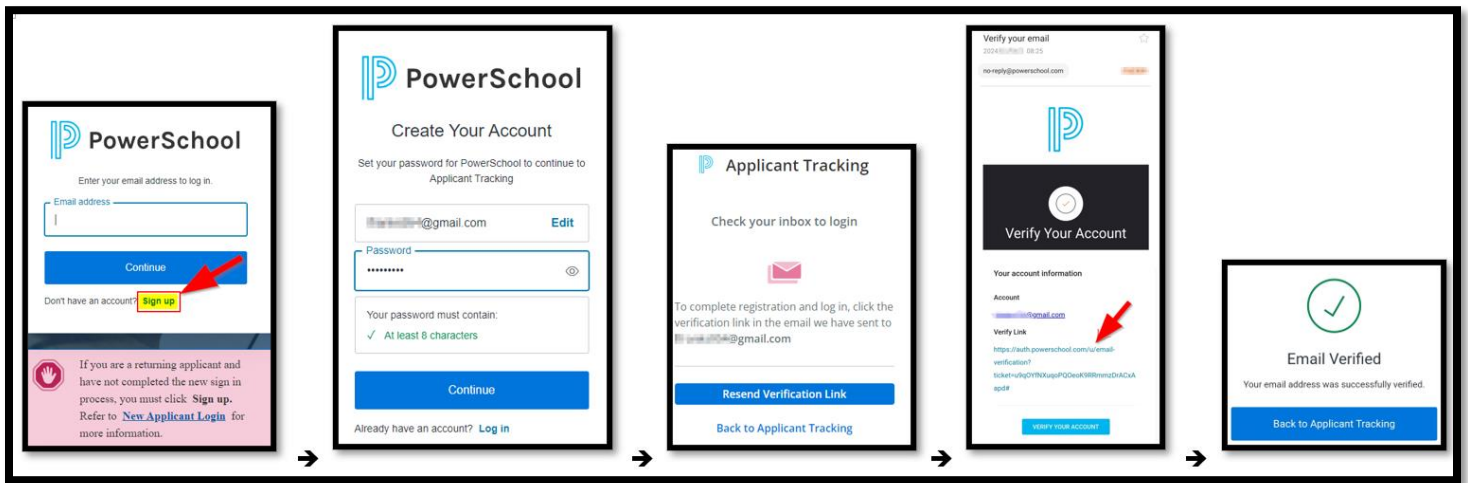 PowerSchool
Enter your email address to log in.
Email address
Continue
Don't have an account? Sign up
If you are a returning applicant and
have not completed the new sign in
process, you must click Sign up.
Refer to New Applicant Login for
more information.
PowerSchool
Create Your Account
Set your password for PowerSchool to continue to
Applicant Tracking
@gmail.com Edit
Password
•••••••••
Your password must contain:
✓ At least 8 characters
Continue
Already have an account? Log in
Applicant Tracking
Check your inbox to login
To complete registration and log in, click the
verification link in the email we have sent to
@gmail.com
Resend Verification Link
Back to Applicant Tracking
Verify your email
2024 08:25
no-reply@powerschool.com
Verify Your Account
Your account information
Account
@gmail.com
Verify Link
https://auth.powerschool.com/u/email-
verification?
apd#
VERIFY YOUR ACCOUNT
Email Verified
Your email address was successfully verified.
Back to Applicant Tracking